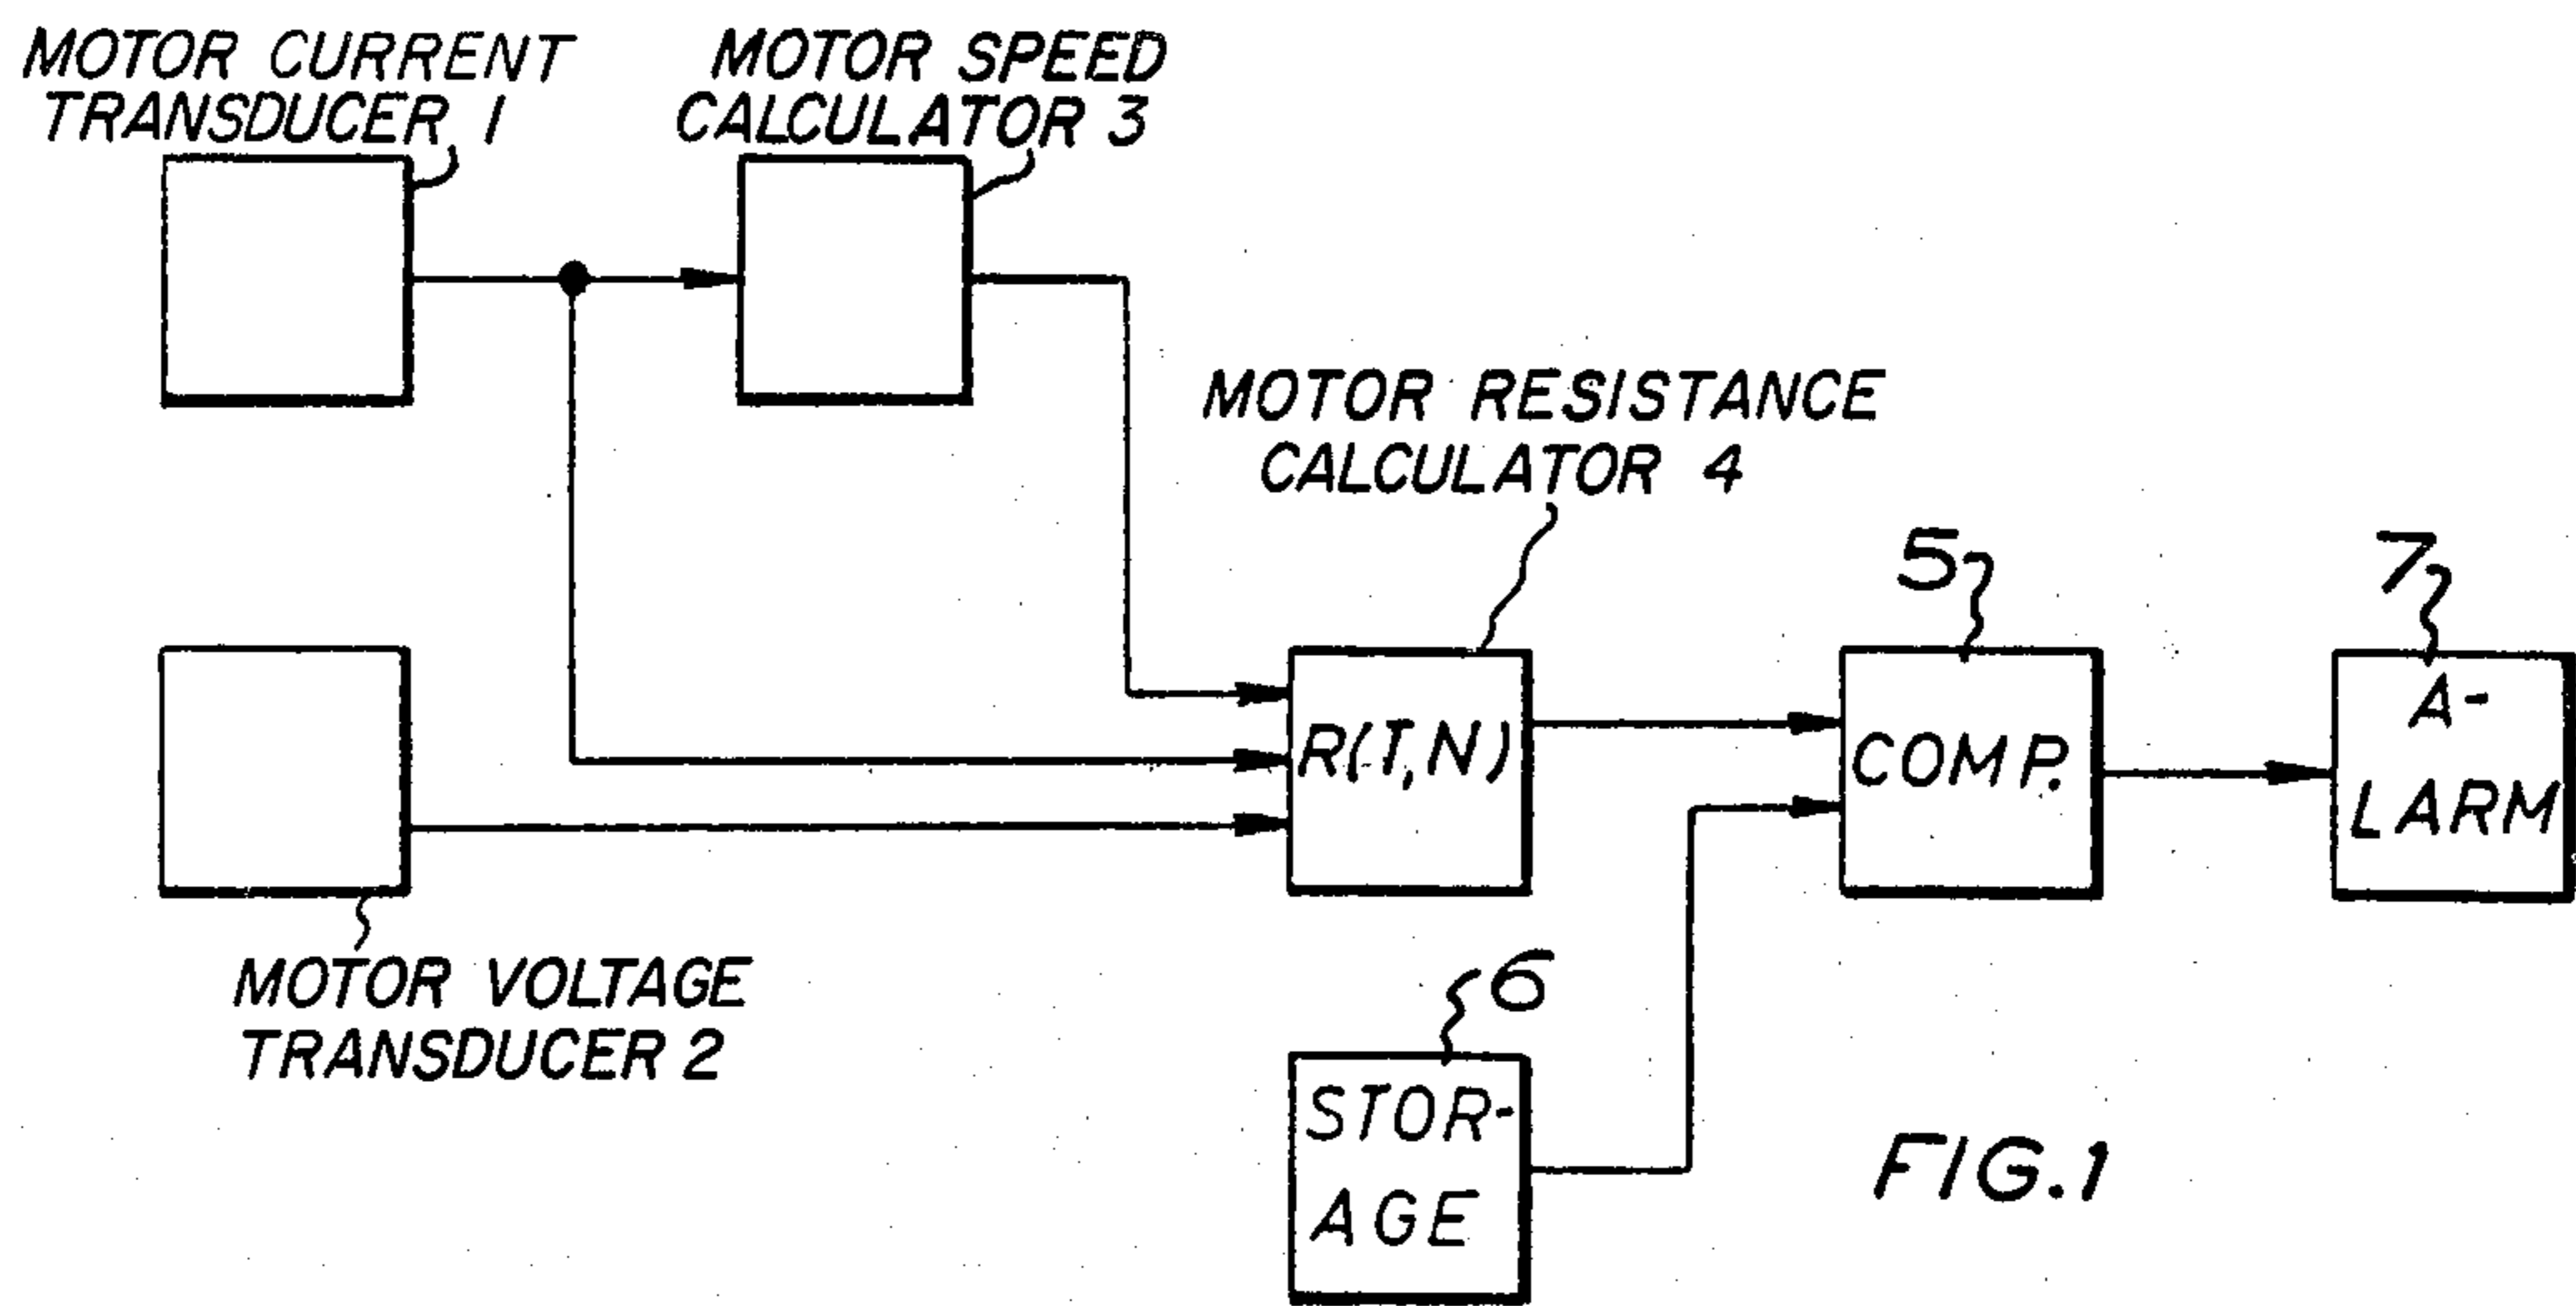 MOTOR CURRENT
TRANSDUCER 1
MOTOR SPEED
CALCULATOR 3
MOTOR RESISTANCE
CALCULATOR 4
5
7
R(T,N)
COMP.
A-
LARM
MOTOR VOLTAGE
TRANSDUCER 2
6
STOR-
AGE
FIG.1